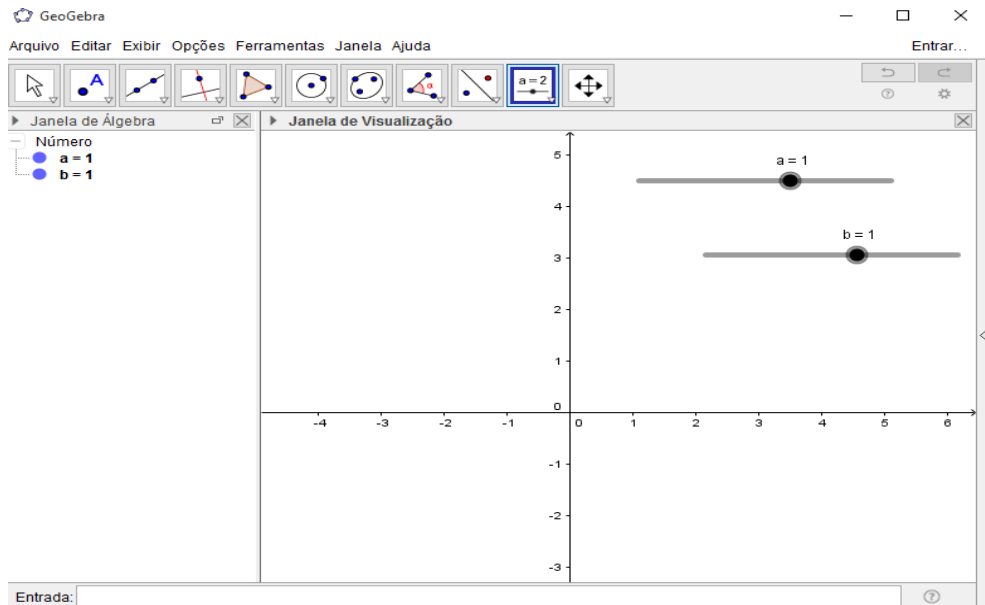 GeoGebra
Arquivo Editar Exibir Opções Ferramentas Janela Ajuda Entrar...
A α a = 2
Janela de Álgebra Janela de Visualização
Número
a = 1
b = 1
a = 1
b = 1
5
4
3
2
1
0
-4 -3 -2 -1 0 1 2 3 4 5 6
-1
-2
-3
Entrada: